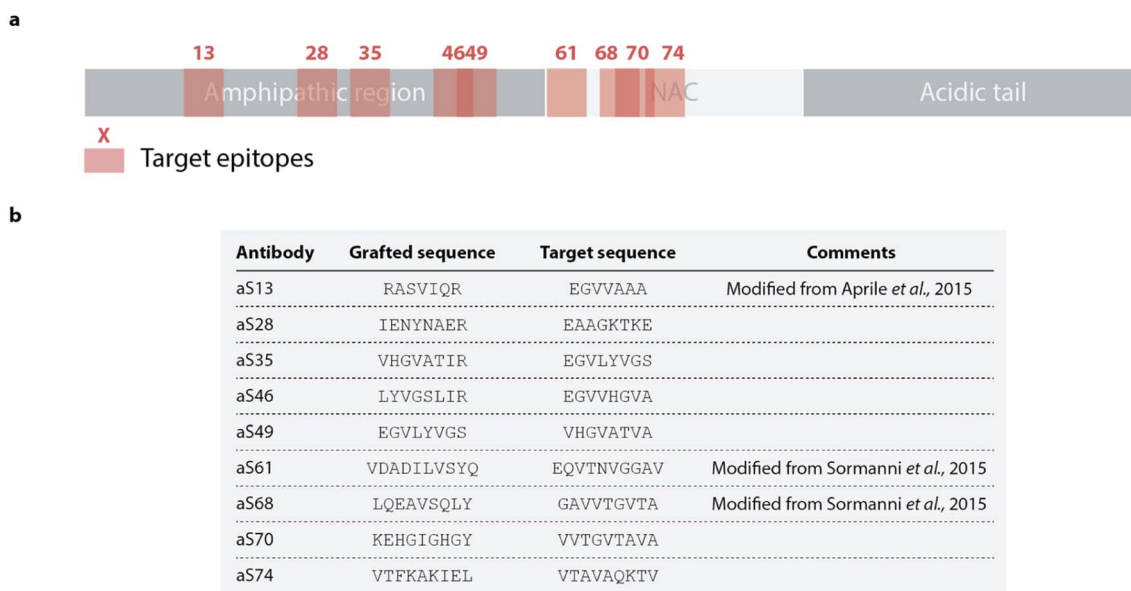 a
13 28 35 4649 61 68 70 74
Amphipathic region NAC Acidic tail
X
Target epitopes
b
Antibody Grafted sequence Target sequence Comments
aS13 RASVIQR EGVVAAA Modified from Aprile et al., 2015
aS28 IENYNAER EAAGKTKE
aS35 VHGVATIR EGVLYVGS
aS46 LYVGSLIR EGVVHGVA
aS49 EGVLYVGS VHGVATVA
aS61 VDADILVSYQ EQVTNVGGAV Modified from Sormanni et al., 2015
aS68 LQEAVSQLY GAVVTGVTA Modified from Sormanni et al., 2015
aS70 KEHGIGHGY VVTGVTAVA
aS74 VTFKAKIEL VTAVAQKTV